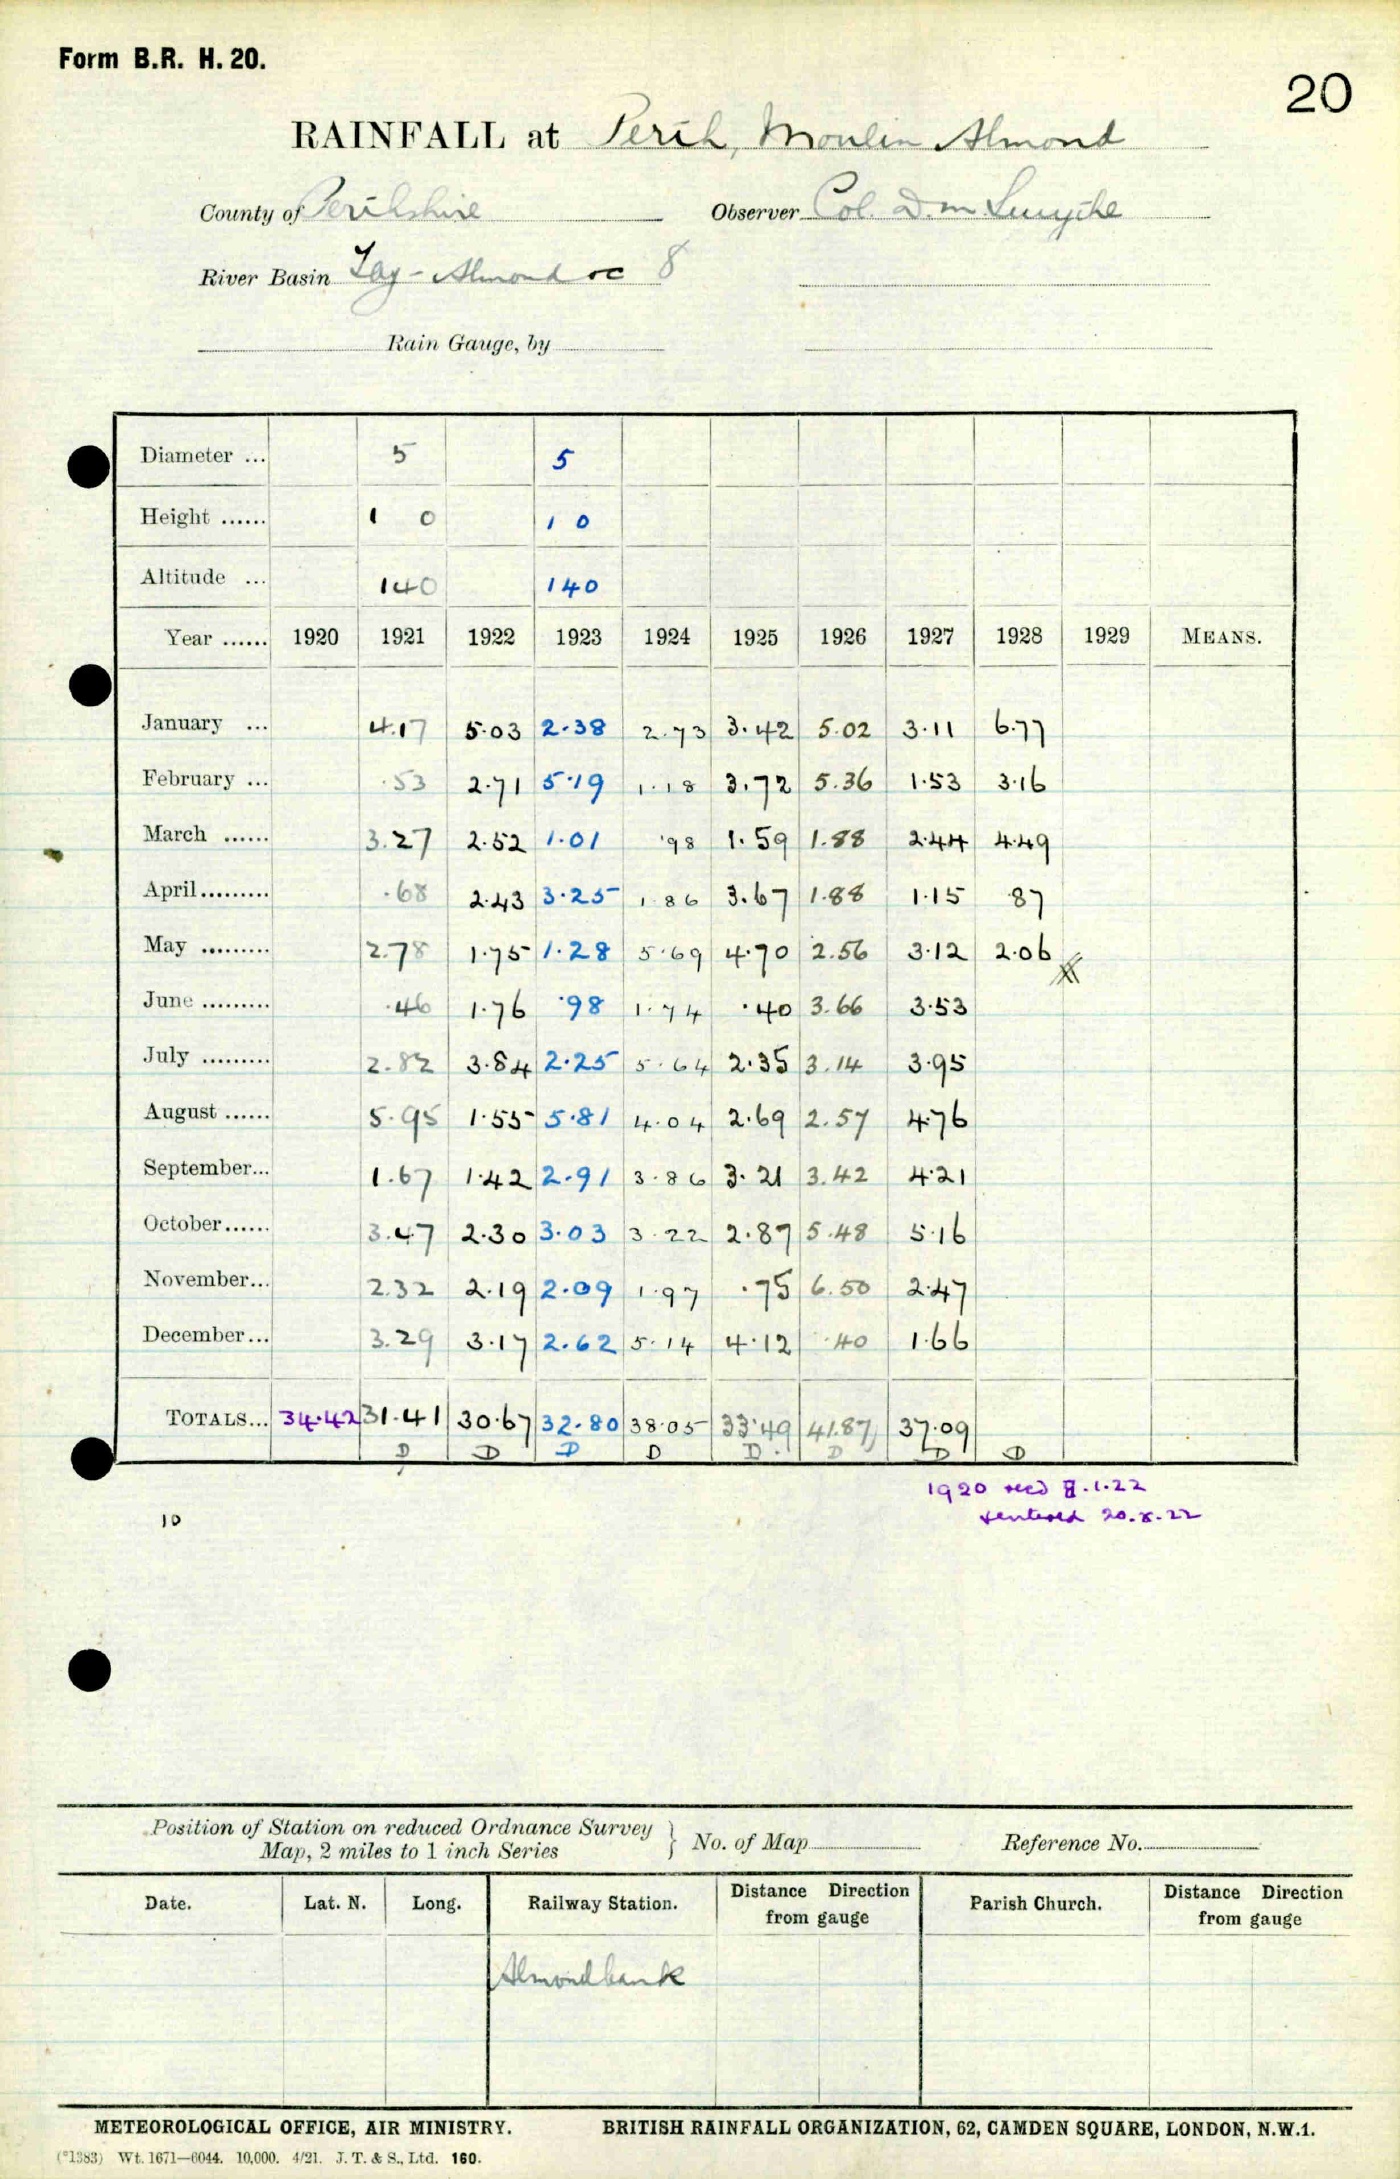 Form B.R. H. 20.
20
RAINFALL at Perth, Moulin Almond
County of Perthshire Observer Col. D. M. Smythe
River Basin Tay - Almond oc 8
Rain Gauge, by
Diameter ... 5 5
Height ...... 1 0 1 0
Altitude ... 140 140
Year ...... 1920 1921 1922 1923 1924 1925 1926 1927 1928 1929 MEANS.
January ... 4.17 5.03 2.38 2.73 3.42 5.02 3.11 6.77
February ... .53 2.71 5.19 1.18 3.72 5.36 1.53 3.16
March ...... 3.27 2.52 1.01 .98 1.59 1.88 2.44 4.49
April......... .68 2.43 3.25 1.86 3.67 1.88 1.15 .87
May ......... 2.78 1.75 1.28 5.69 4.70 2.56 3.12 2.06
June ......... .46 1.76 .98 1.74 .40 3.66 3.53
July ......... 2.82 3.84 2.25 5.64 2.35 3.14 3.95
August ...... 5.95 1.55 5.81 4.04 2.69 2.57 4.76
September... 1.67 1.42 2.91 3.86 3.21 3.42 4.21
October...... 3.47 2.30 3.03 3.22 2.87 5.48 5.16
November... 2.32 2.19 2.09 1.97 .75 6.50 2.47
December... 3.29 3.17 2.62 5.14 4.12 .40 1.66
TOTALS... 34.42 31.41 30.67 32.80 38.05 33.49 41.87 37.09
D D D D D D D D
1920 recd .1.22
entered 20.8.22
10
Position of Station on reduced Ordnance Survey
Map, 2 miles to 1 inch Series } No. of Map Reference No.
Date. Lat. N. Long. Railway Station. Distance Direction from gauge Parish Church. Distance Direction from gauge
Almondbank
METEOROLOGICAL OFFICE, AIR MINISTRY. BRITISH RAINFALL ORGANIZATION, 62, CAMDEN SQUARE, LONDON, N.W.1.
(*1383) Wt. 1671—6044. 10,000. 4/21. J. T. & S., Ltd. 160.